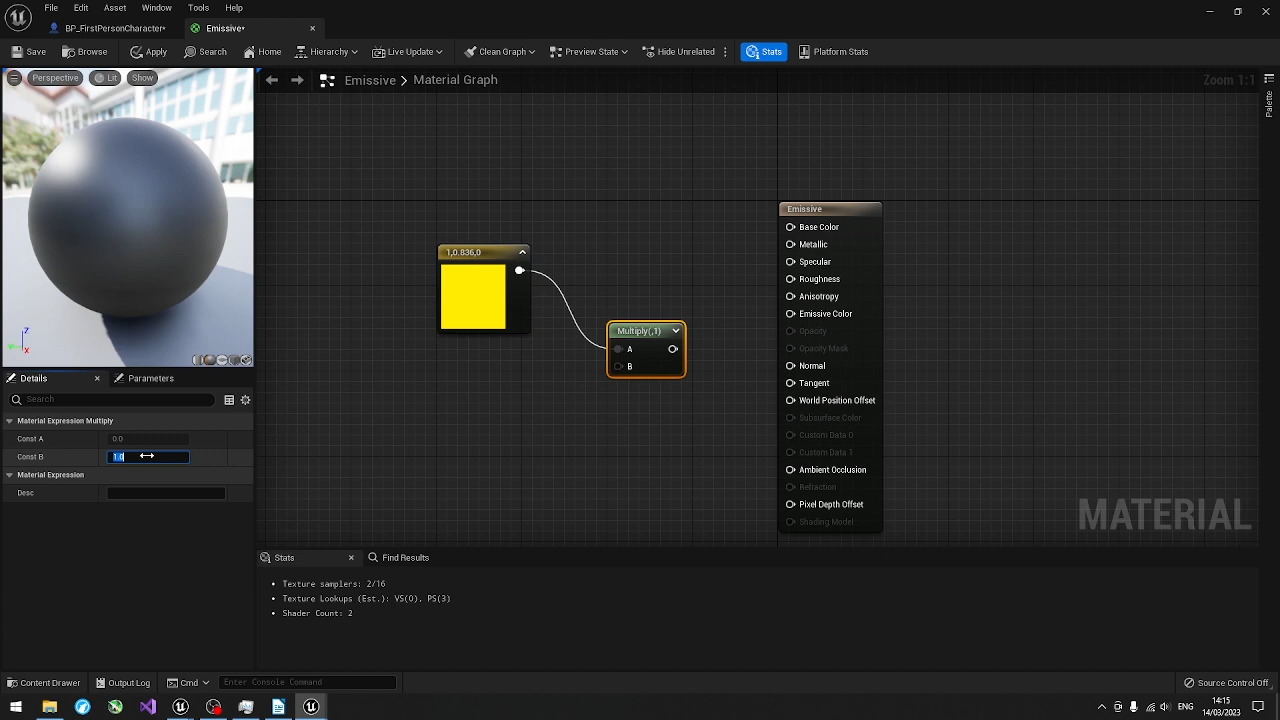 File Edit Asset Window Tools Help
BP_FirstPersonCharacter* Emissive*
Save Browse Apply Search Home Hierarchy Live Update Clean Graph Preview State Hide Unrelated Stats Platform Stats
Perspective Lit Show
Emissive > Material Graph Zoom 1:1
Palette
1,0.836,0
Multiply(,1)
A
B
Emissive
Base Color
Metallic
Specular
Roughness
Anisotropy
Emissive Color
Opacity
Opacity Mask
Normal
Tangent
World Position Offset
Subsurface Color
Custom Data 0
Custom Data 1
Ambient Occlusion
Refraction
Pixel Depth Offset
Shading Model
MATERIAL
Z
Y
X
Details Parameters
Search
Material Expression Multiply
Const A 0.0
Const B 1.0
Material Expression
Desc
Stats Find Results
• Texture samplers: 2/16
• Texture Lookups (Est.): VS(0), PS(3)
• Shader Count: 2
Content Drawer Output Log Cmd Enter Console Command Source Control Off
ENG 14:15
14/03/2023